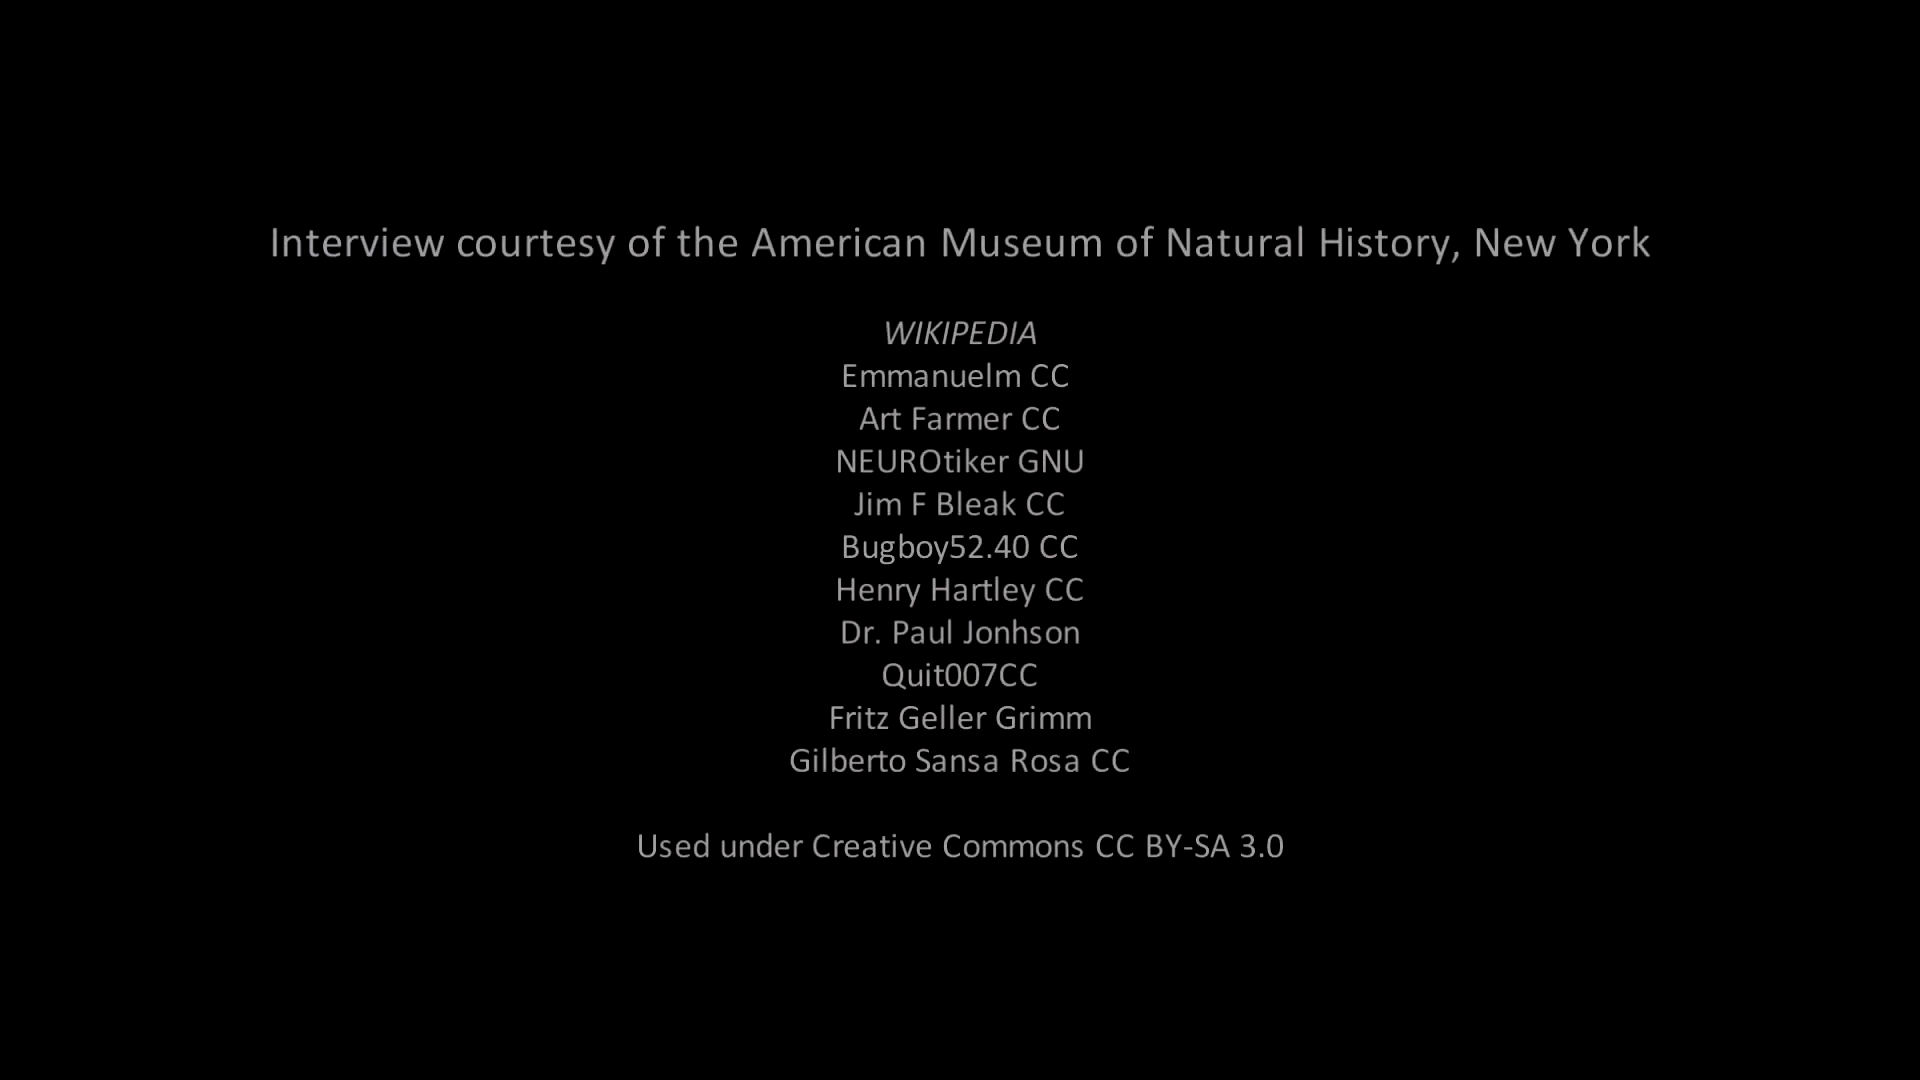 Interview courtesy of the American Museum of Natural History, New York
WIKIPEDIA
Emmanuelm CC
Art Farmer CC
NEUROtiker GNU
Jim F Bleak CC
Bugboy52.40 CC
Henry Hartley CC
Dr. Paul Jonhson
Quit007CC
Fritz Geller Grimm
Gilberto Sansa Rosa CC
Used under Creative Commons CC BY-SA 3.0